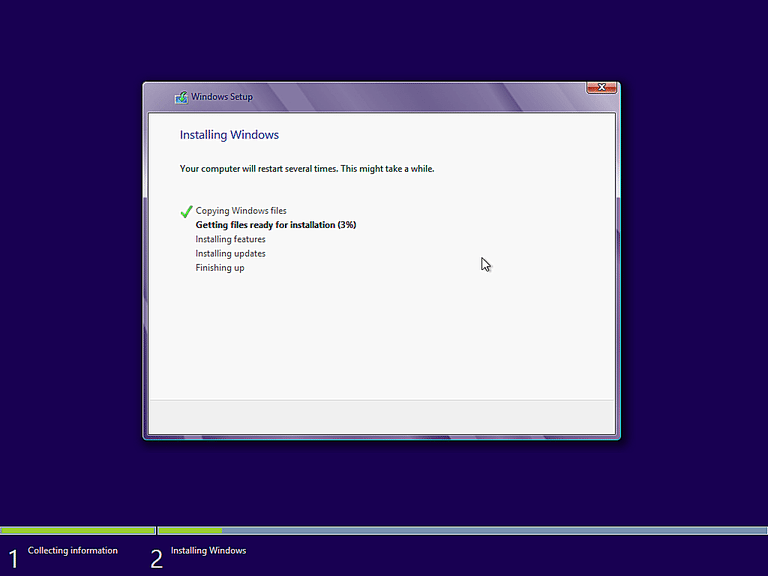 Windows Setup
Installing Windows
Your computer will restart several times. This might take a while.
Copying Windows files
Getting files ready for installation (3%)
Installing features
Installing updates
Finishing up
1 Collecting information
2 Installing Windows